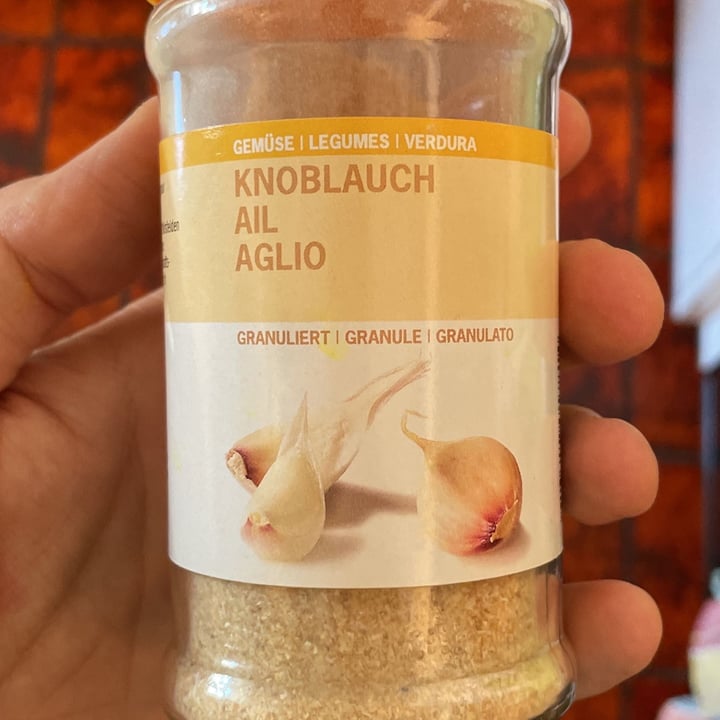 GEMÜSE | LEGUMES | VERDURA
KNOBLAUCH
AIL
AGLIO
GRANULIERT | GRANULE | GRANULATO